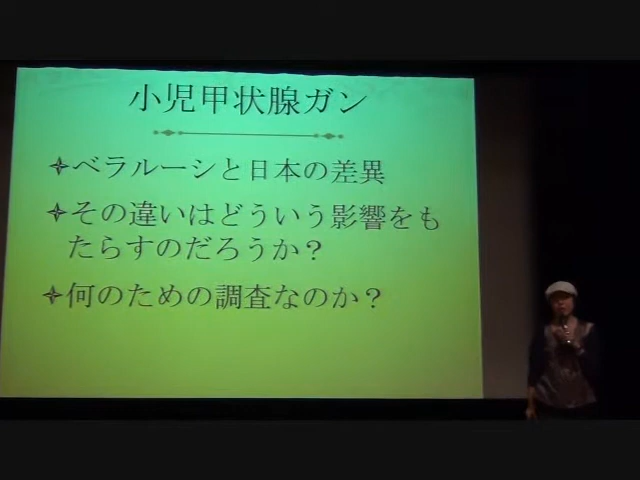 小児甲状腺ガン
ベラルーシと日本の差異
その違いはどういう影響をも
たらすのだろうか？
何のための調査なのか？